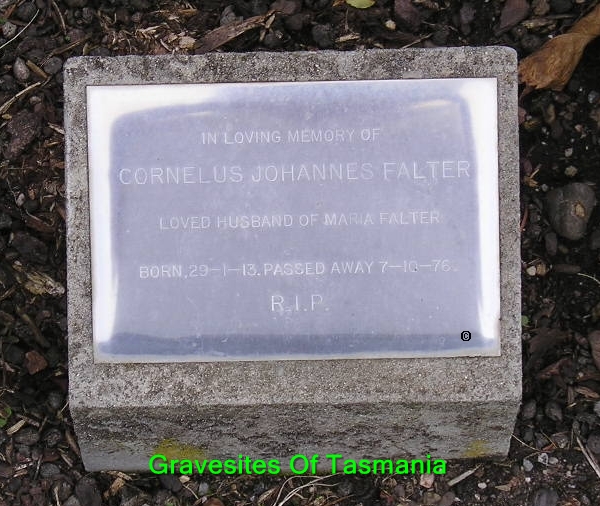 IN LOVING MEMORY OF
CORNELUS JOHANNES FALTER
LOVED HUSBAND OF MARIA FALTER
BORN,29-1-13.PASSED AWAY 7-10-76.
R.I.P.
©
Gravesites Of Tasmania